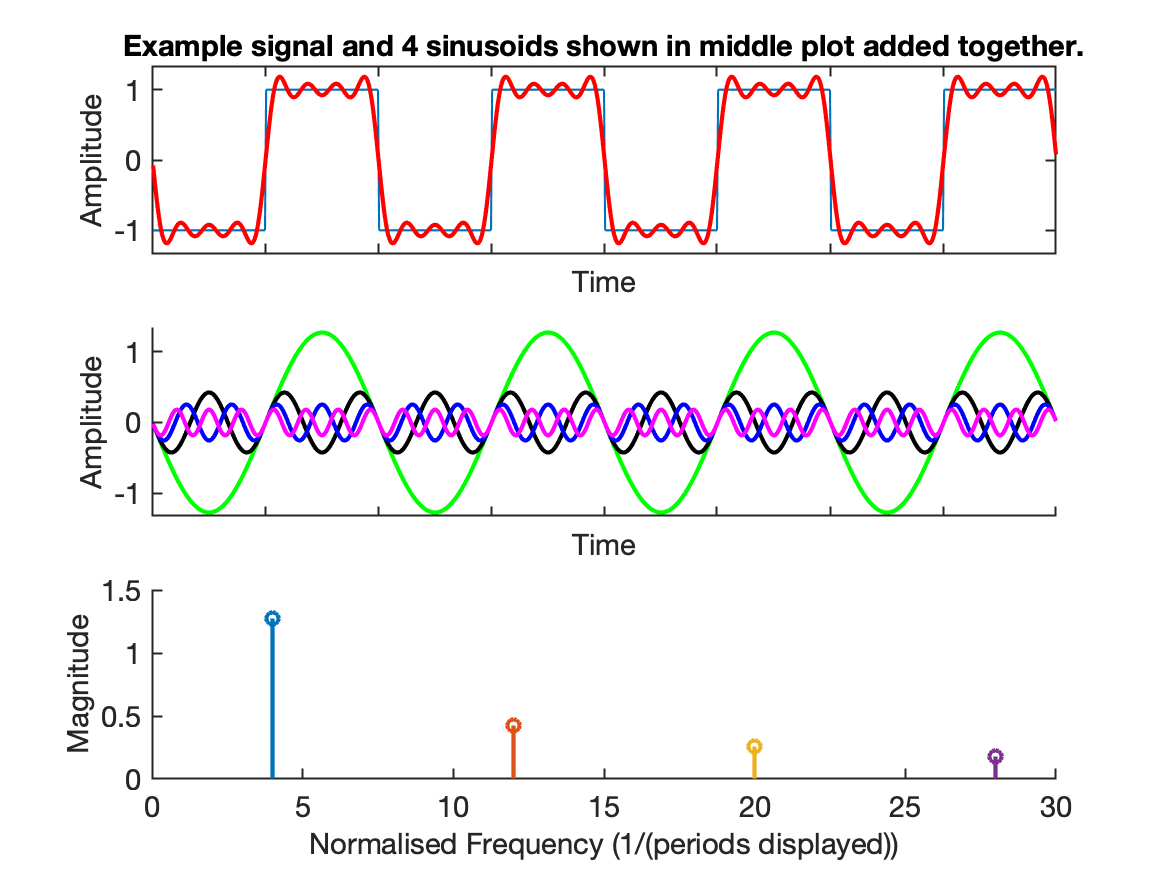 Example signal and 4 sinusoids shown in middle plot added together.
1
0
-1
Amplitude
Time
1
0
-1
Amplitude
Time
1.5
1
0.5
0
Magnitude
0 5 10 15 20 25 30
Normalised Frequency (1/(periods displayed))